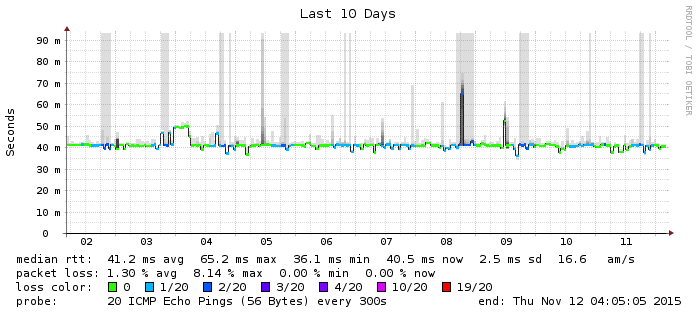 Last 10 Days
RRDTOOL / TOBI OETIKER
Seconds
90 m
80 m
70 m
60 m
50 m
40 m
30 m
20 m
10 m
0
02 03 04 05 06 07 08 09 10 11
median rtt: 41.2 ms avg 65.2 ms max 36.1 ms min 40.5 ms now 2.5 ms sd 16.6 am/s
packet loss: 1.30 % avg 8.14 % max 0.00 % min 0.00 % now
loss color: 0 1/20 2/20 3/20 4/20 10/20 19/20
probe: 20 ICMP Echo Pings (56 Bytes) every 300s end: Thu Nov 12 04:05:05 2015